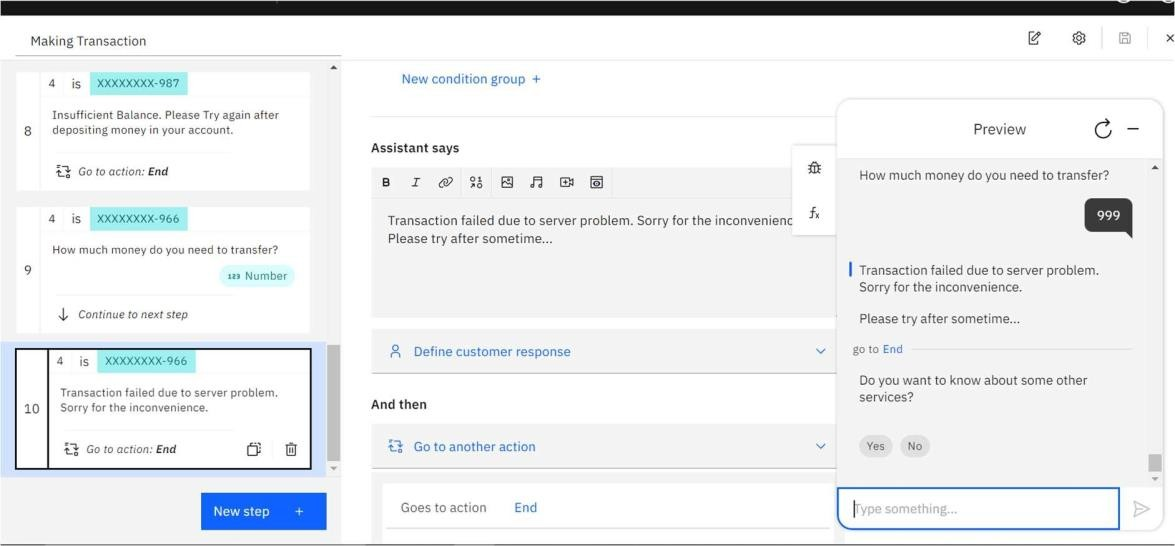 Making Transaction
4 is XXXXXXXX-987
8
Insufficient Balance. Please Try again after
depositing money in your account.
Go to action: End
4 is XXXXXXXX-966
9
How much money do you need to transfer?
123 Number
Continue to next step
4 is XXXXXXXX-966
10
Transaction failed due to server problem.
Sorry for the inconvenience.
Go to action: End
New step +
New condition group +
Assistant says
B I
Transaction failed due to server problem. Sorry for the inconvenienc
Please try after sometime...
Define customer response
And then
Go to another action
Goes to action End
fx
Preview
How much money do you need to transfer?
999
Transaction failed due to server problem.
Sorry for the inconvenience.
Please try after sometime...
go to End
Do you want to know about some other
services?
Yes No
Type something...